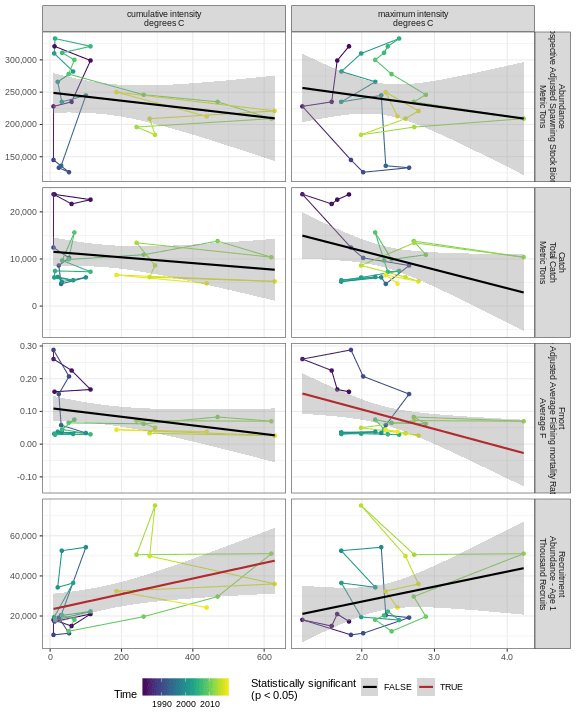 cumulative intensity
degrees C
maximum intensity
degrees C
300,000
250,000
200,000
150,000
Abundance
Adjusted Spawning Stock
Metric Tons
20,000
10,000
0
Catch
Total Catch
Metric Tons
0.30
0.20
0.10
0.00
-0.10
Fmort
Adjusted Average Fishing mortality
Average F
60,000
40,000
20,000
Recruitment
Abundance - Age 1
Thousand Recruits
0
200
400
600
2.0
3.0
4.0
Time
1990 2000 2010
Statistically significant
(p < 0.05)
FALSE
TRUE